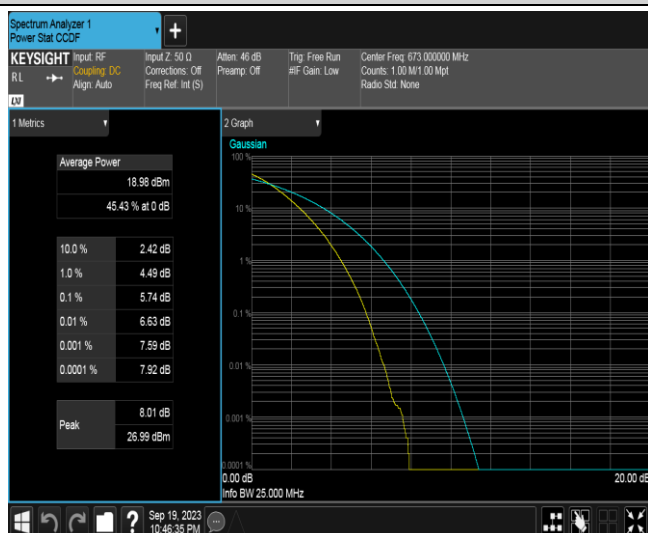 Spectrum Analyzer 1
Power Stat CCDF
KEYSIGHT
RL
LXI
Input: RF
Coupling: DC
Align: Auto
Input Z: 50 Ω
Corrections: Off
Freq Ref: Int (S)
Atten: 46 dB
Preamp: Off
Trig: Free Run
#IF Gain: Low
Center Freq: 673.000000 MHz
Counts: 1.00 M/1.00 Mpt
Radio Std: None
1 Metrics
Average Power
18.98 dBm
45.43 % at 0 dB
10.0 % 2.42 dB
1.0 % 4.49 dB
0.1 % 5.74 dB
0.01 % 6.63 dB
0.001 % 7.59 dB
0.0001 % 7.92 dB
Peak
8.01 dB
26.99 dBm
2 Graph
Gaussian
100 %
10 %
1 %
0.1 %
0.01 %
0.001 %
0.0001 %
0.00 dB
20.00 dB
Info BW 25.000 MHz
?
Sep 19, 2023
10:46:35 PM